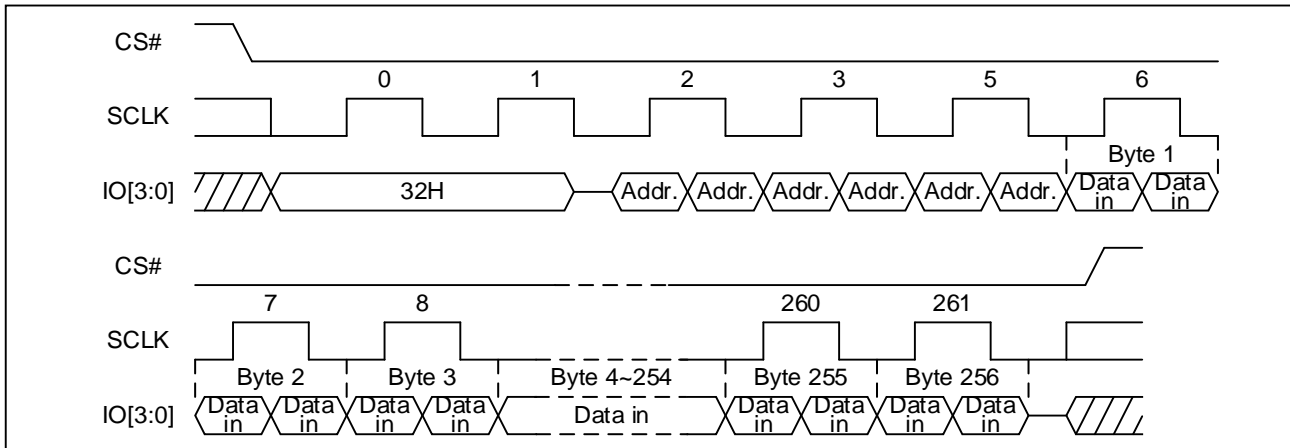 CS#
0 1 2 3 5 6
SCLK
Byte 1
IO[3:0] 32H Addr. Addr. Addr. Addr. Addr. Addr. Data in Data in
CS#
7 8 260 261
SCLK
Byte 2 Byte 3 Byte 4~254 Byte 255 Byte 256
IO[3:0] Data in Data in Data in Data in Data in Data in Data in Data in Data in